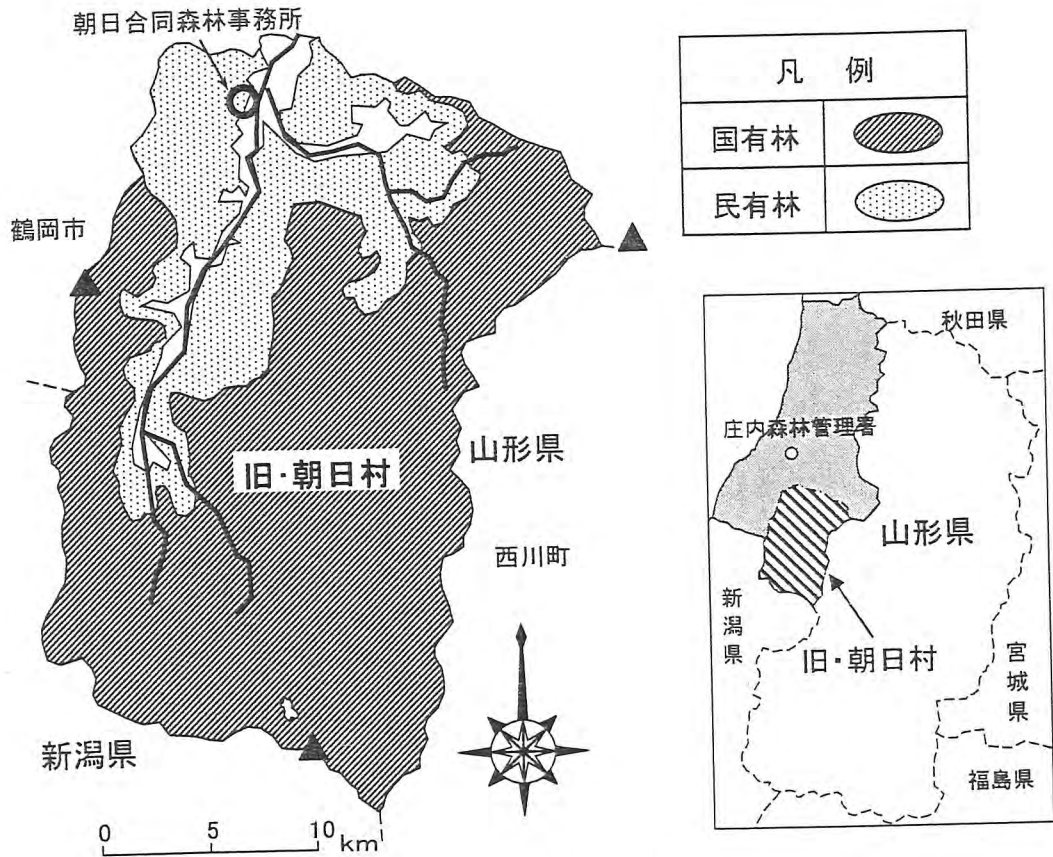 朝日合同森林事務所
鶴岡市
旧・朝日村
山形県
西川町
新潟県
0 5 10 km
凡 例
国有林
民有林
秋田県
庄内森林管理署
山形県
新潟県
旧・朝日村
宮城県
福島県